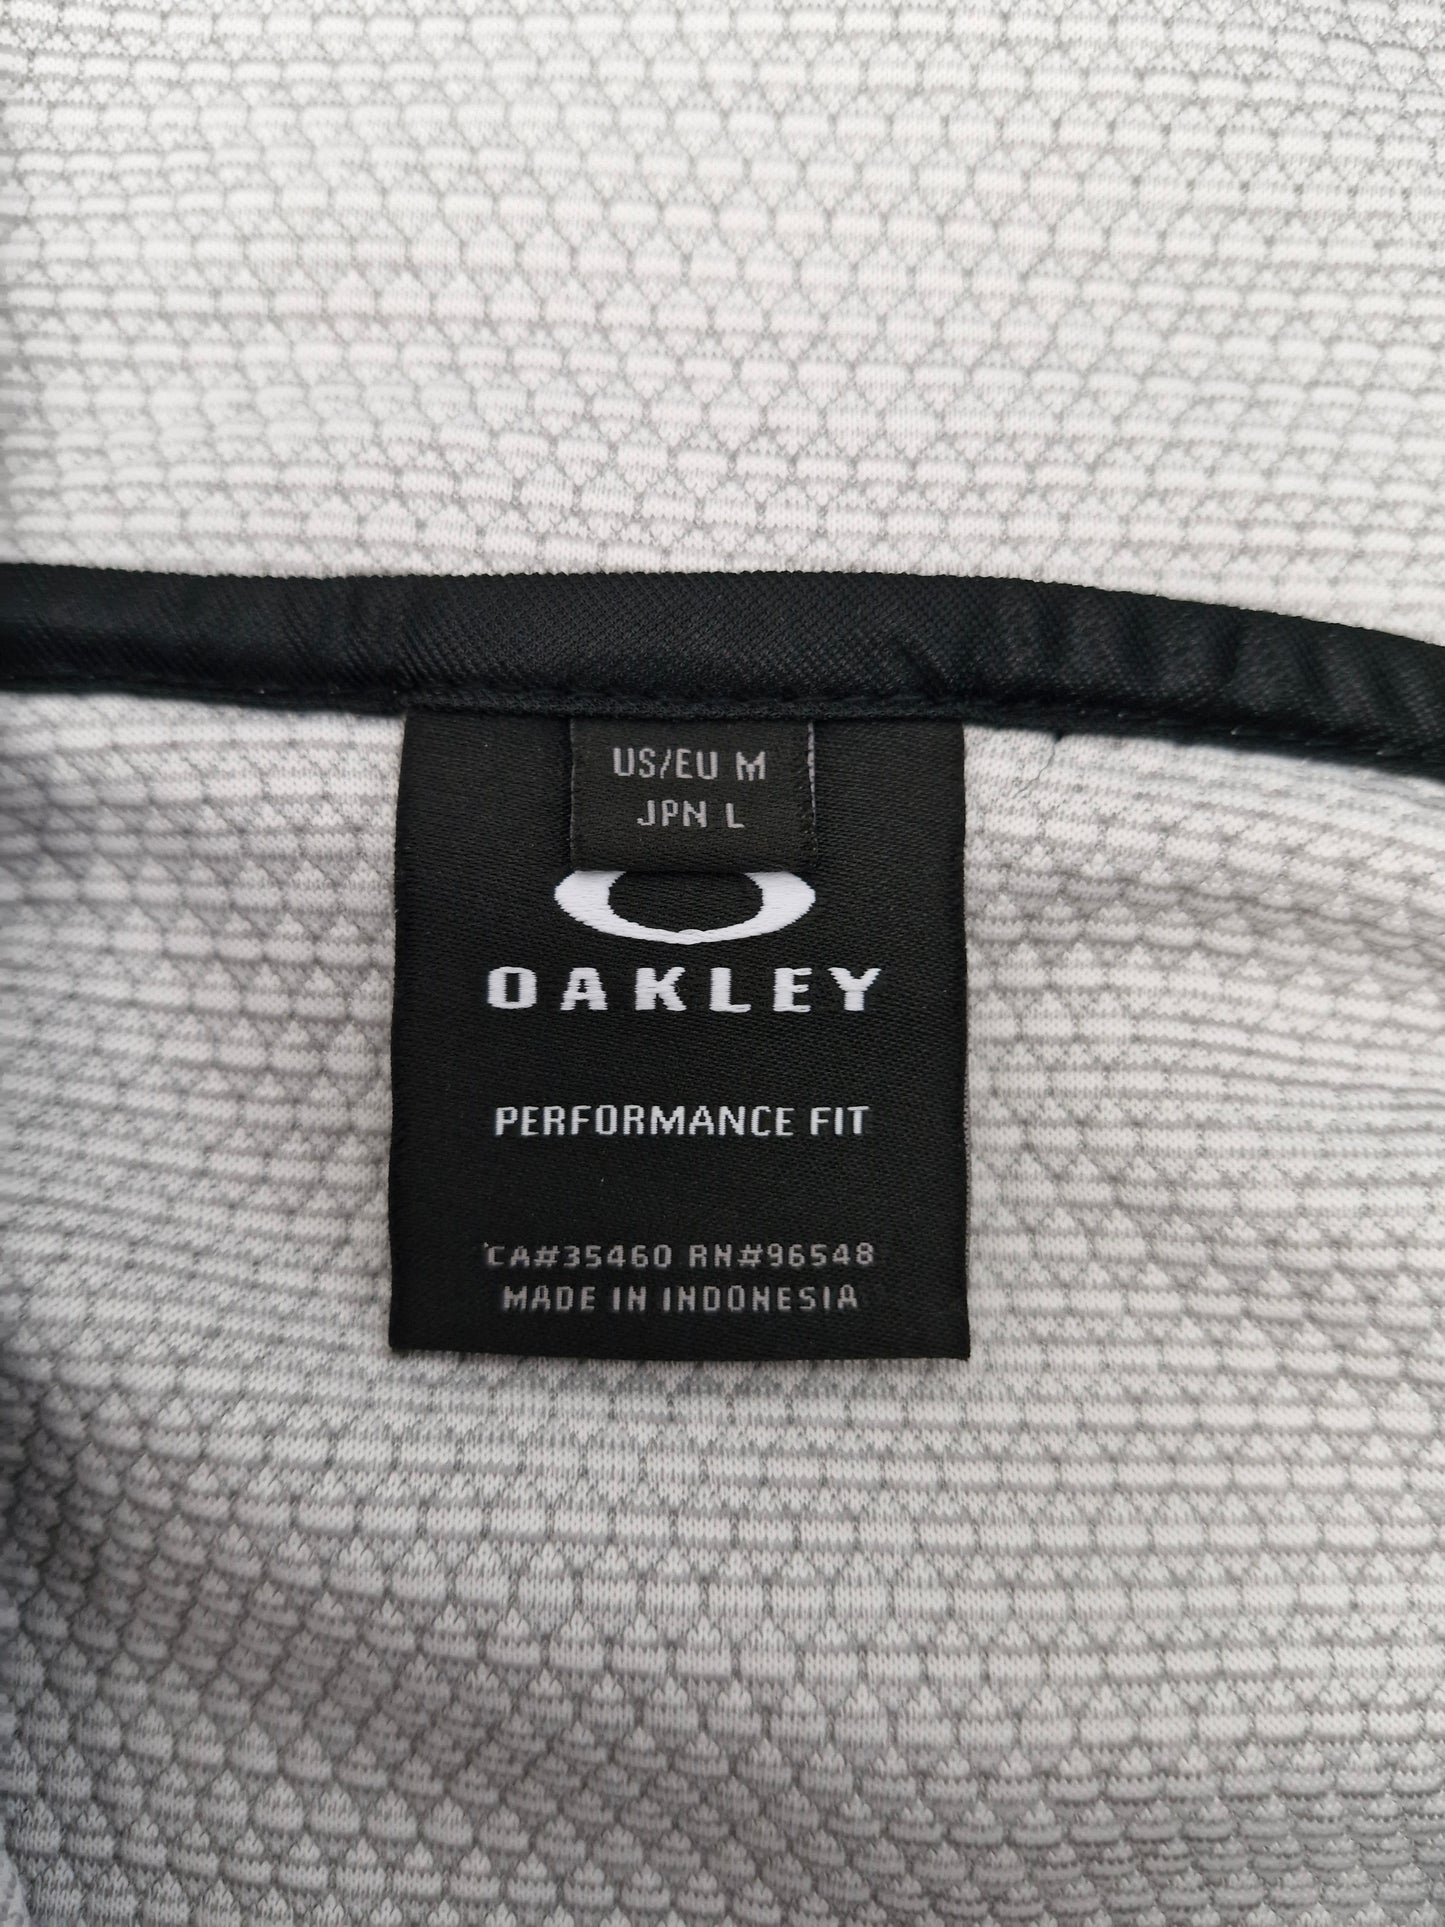 US/EU M
JPN L
OAKLEY
PERFORMANCE FIT
CA#35460 RN#96548
MADE IN INDONESIA